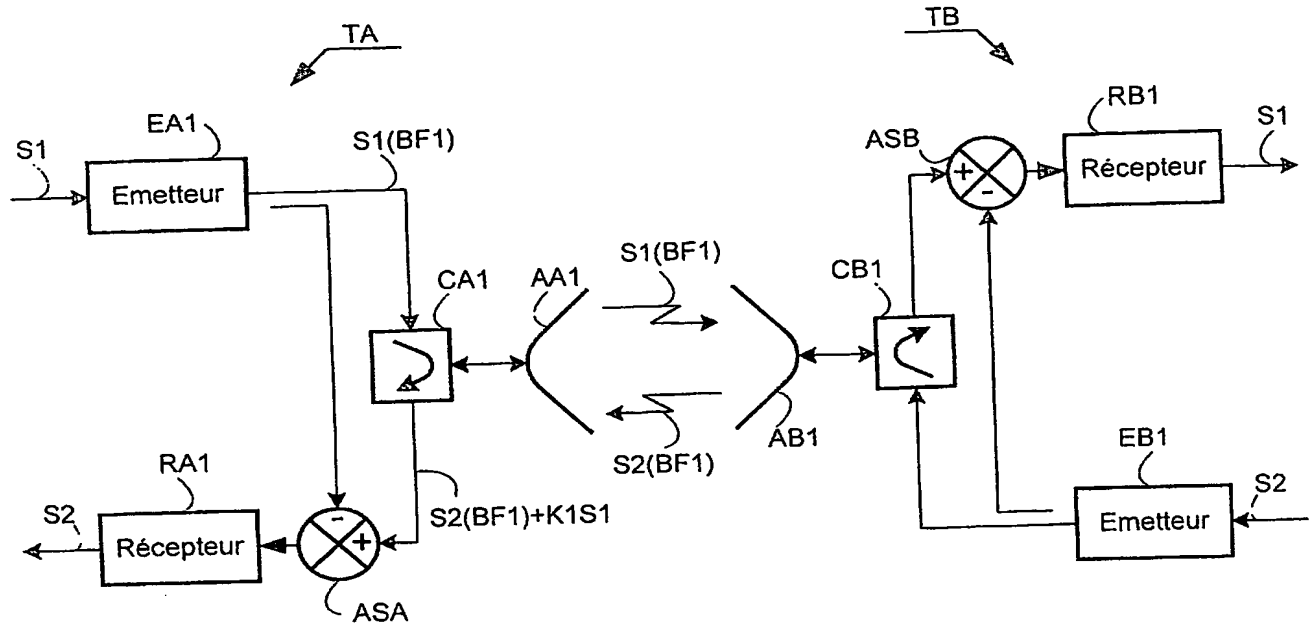 TA
TB
EA1
S1(BF1)
RB1
S1
S1
ASB
Emetteur
+
-
Récepteur
S1(BF1)
CA1
AA1
CB1
AB1
S2(BF1)
EB1
RA1
S2
S2(BF1)+K1S1
S2
-
+
Récepteur
Emetteur
ASA